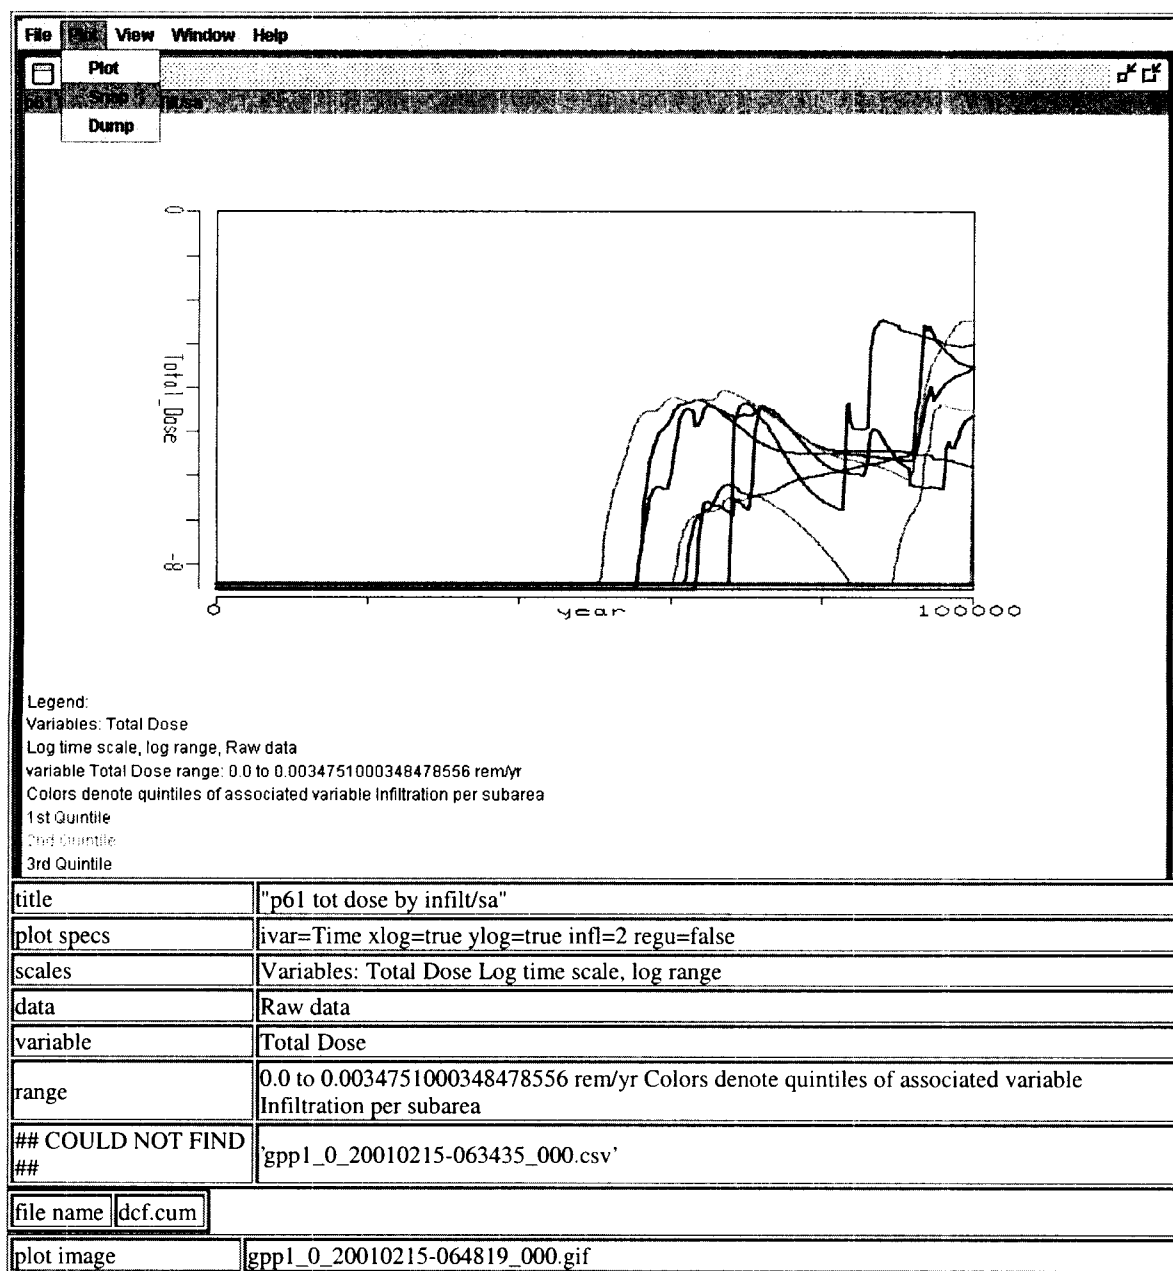 File Plot View Window Help
Plot
Snap
Dump
0
Total_Dose
-8
0 year 100000
Legend:
Variables: Total Dose
Log time scale, log range, Raw data
variable Total Dose range: 0.0 to 0.0034751000348478556 rem/yr
Colors denote quintiles of associated variable Infiltration per subarea
1st Quintile
2nd Quintile
3rd Quintile
title "p61 tot dose by infilt/sa"
plot specs ivar=Time xlog=true ylog=true infl=2 regu=false
scales Variables: Total Dose Log time scale, log range
data Raw data
variable Total Dose
range 0.0 to 0.0034751000348478556 rem/yr Colors denote quintiles of associated variable
Infiltration per subarea
## COULD NOT FIND
## 'gpp1_0_20010215-063435_000.csv'
file name dcf.cum
plot image gpp1_0_20010215-064819_000.gif